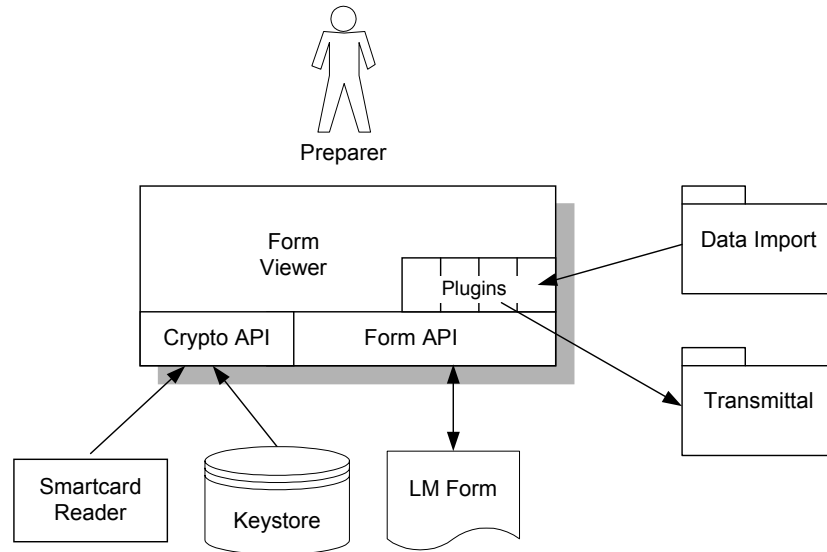 Preparer
Form
Viewer
Data Import
Plugins
Crypto API
Form API
Transmittal
Smartcard
Reader
Keystore
LM Form